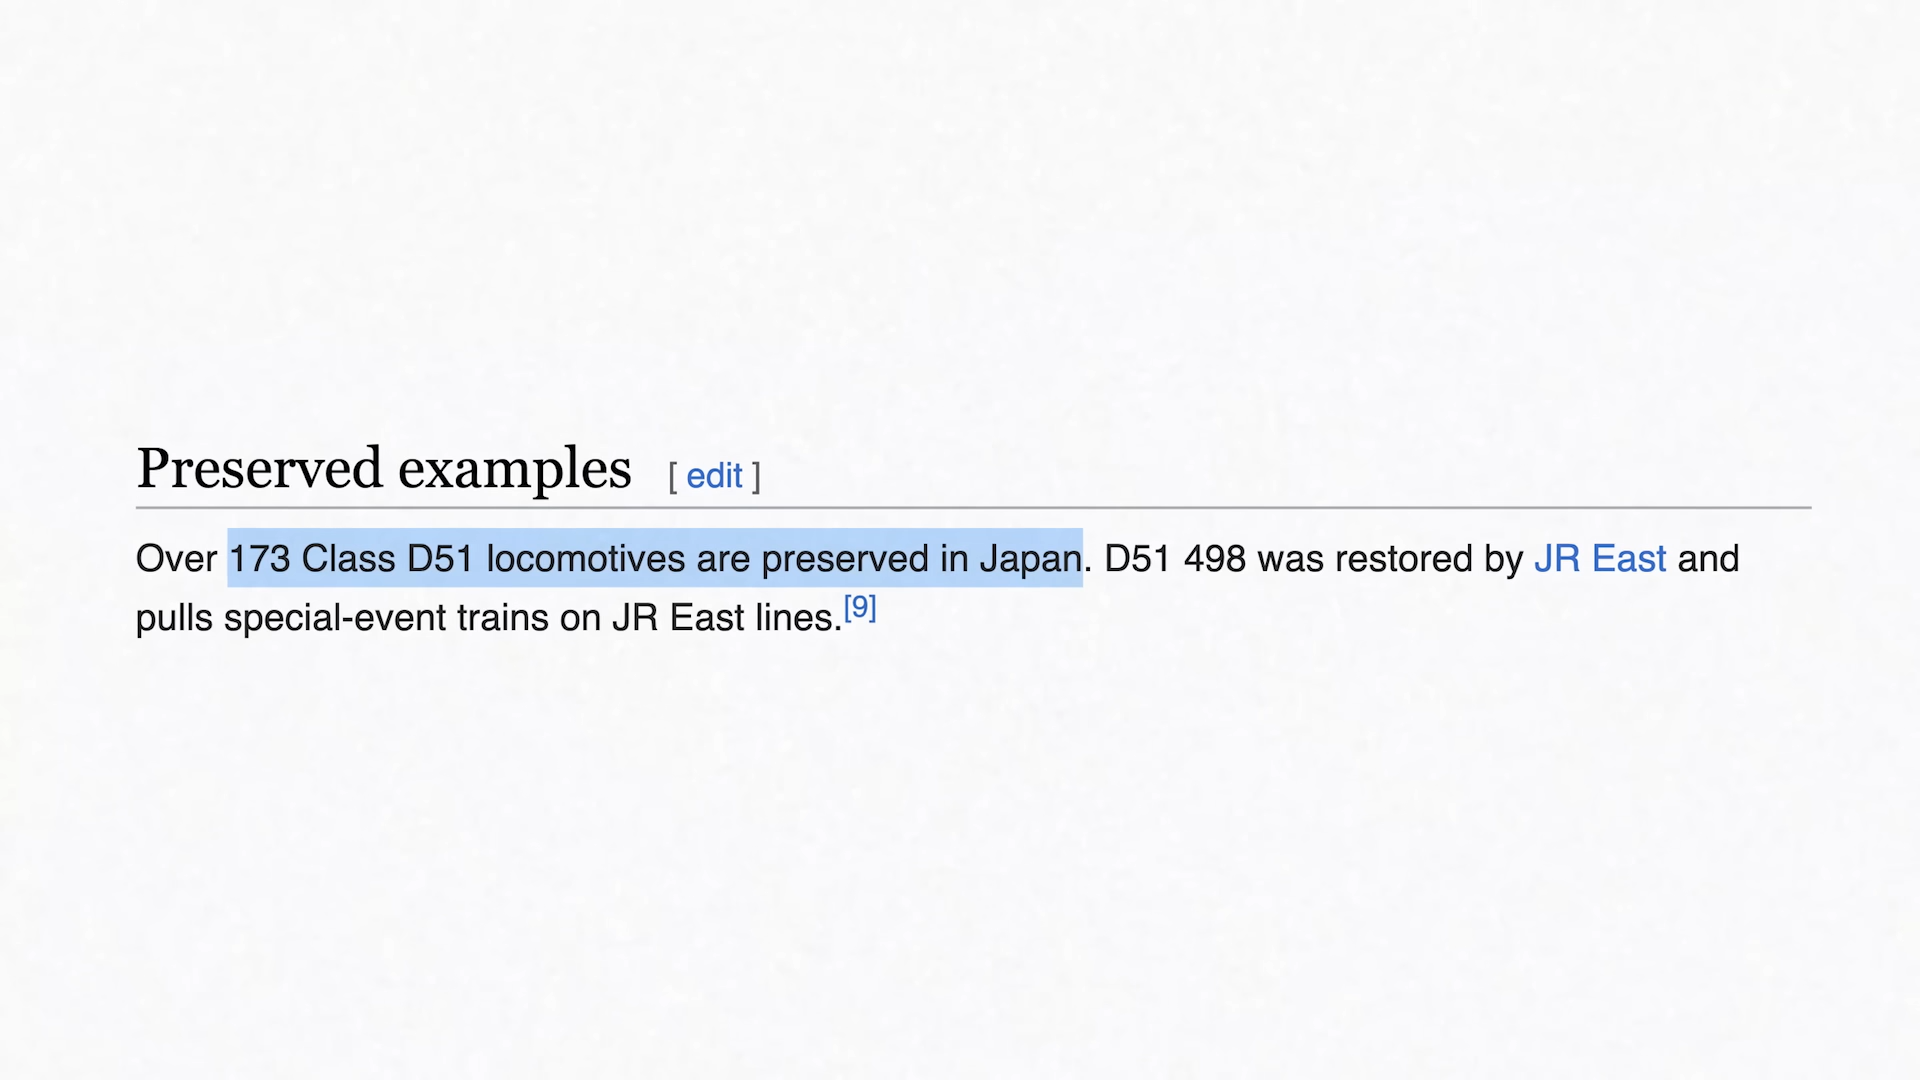 Preserved examples [ edit ]
Over 173 Class D51 locomotives are preserved in Japan. D51 498 was restored by JR East and
pulls special-event trains on JR East lines.[9]